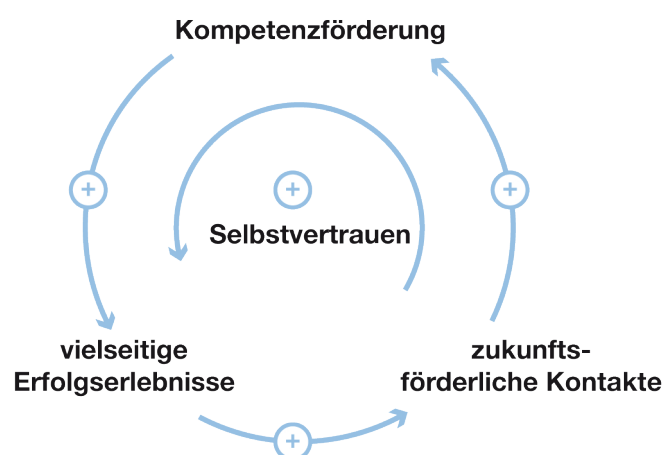 Kompetenzförderung
+
+
+
Selbstvertrauen
vielseitige
Erfolgserlebnisse
zukunfts-
förderliche Kontakte
+